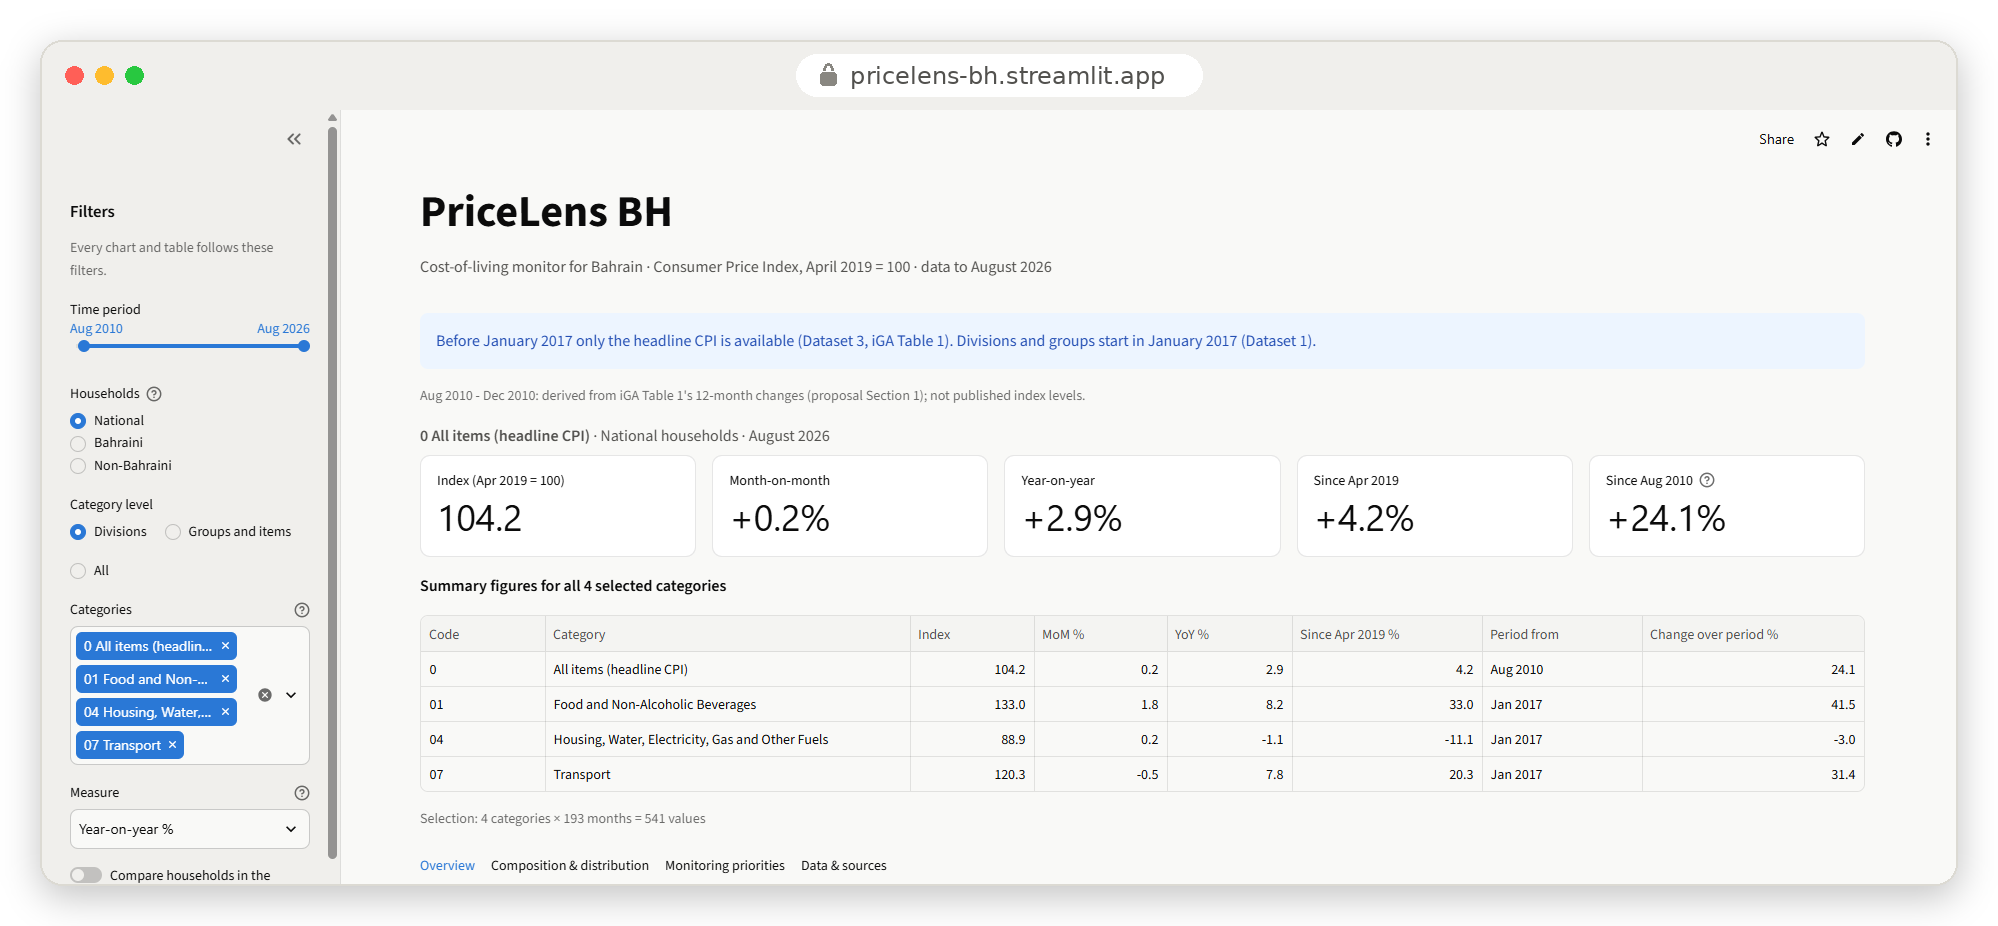 pricelens-bh.streamlit.app
Share
Filters
Every chart and table follows these
filters.
Time period
Aug 2010 Aug 2026
Households
National
Bahraini
Non-Bahraini
Category level
Divisions Groups and items
All
Categories
0 All items (headlin...
01 Food and Non-...
04 Housing, Water,...
07 Transport
Measure
Year-on-year %
Compare households in the
PriceLens BH
Cost-of-living monitor for Bahrain · Consumer Price Index, April 2019 = 100 · data to August 2026
Before January 2017 only the headline CPI is available (Dataset 3, iGA Table 1). Divisions and groups start in January 2017 (Dataset 1).
Aug 2010 - Dec 2010: derived from iGA Table 1's 12-month changes (proposal Section 1); not published index levels.
0 All items (headline CPI) · National households · August 2026
Index (Apr 2019 = 100) Month-on-month Year-on-year Since Apr 2019 Since Aug 2010
104.2 +0.2% +2.9% +4.2% +24.1%
Summary figures for all 4 selected categories
Code Category Index MoM % YoY % Since Apr 2019 % Period from Change over period %
0 All items (headline CPI) 104.2 0.2 2.9 4.2 Aug 2010 24.1
01 Food and Non-Alcoholic Beverages 133.0 1.8 8.2 33.0 Jan 2017 41.5
04 Housing, Water, Electricity, Gas and Other Fuels 88.9 0.2 -1.1 -11.1 Jan 2017 -3.0
07 Transport 120.3 -0.5 7.8 20.3 Jan 2017 31.4
Selection: 4 categories × 193 months = 541 values
Overview Composition & distribution Monitoring priorities Data & sources